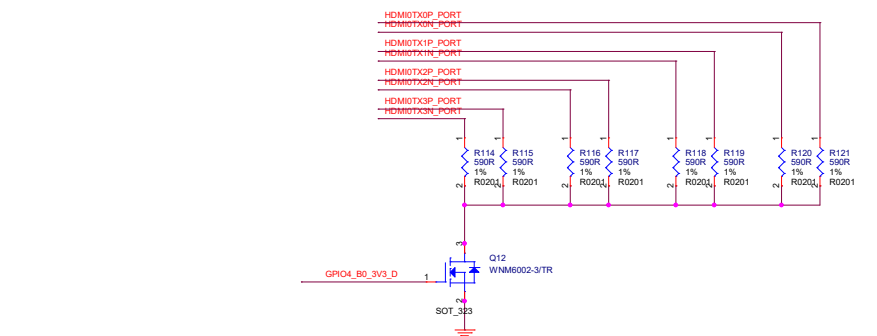 HDMI0TX0P_PORT
HDMI0TX0N_PORT
HDMI0TX1P_PORT
HDMI0TX1N_PORT
HDMI0TX2P_PORT
HDMI0TX2N_PORT
HDMI0TX3P_PORT
HDMI0TX3N_PORT
1 1 1 1 1 1 1 1
R114 R115 R116 R117 R118 R119 R120 R121
590R 590R 590R 590R 590R 590R 590R 590R
1% 1% 1% 1% 1% 1% 1% 1%
2 R0201 2 R0201 2 R0201 2 R0201 2 R0201 2 R0201 2 R0201 2 R0201
3
Q12
WNM6002-3/TR
GPIO4_B0_3V3_D
1
2
SOT_323